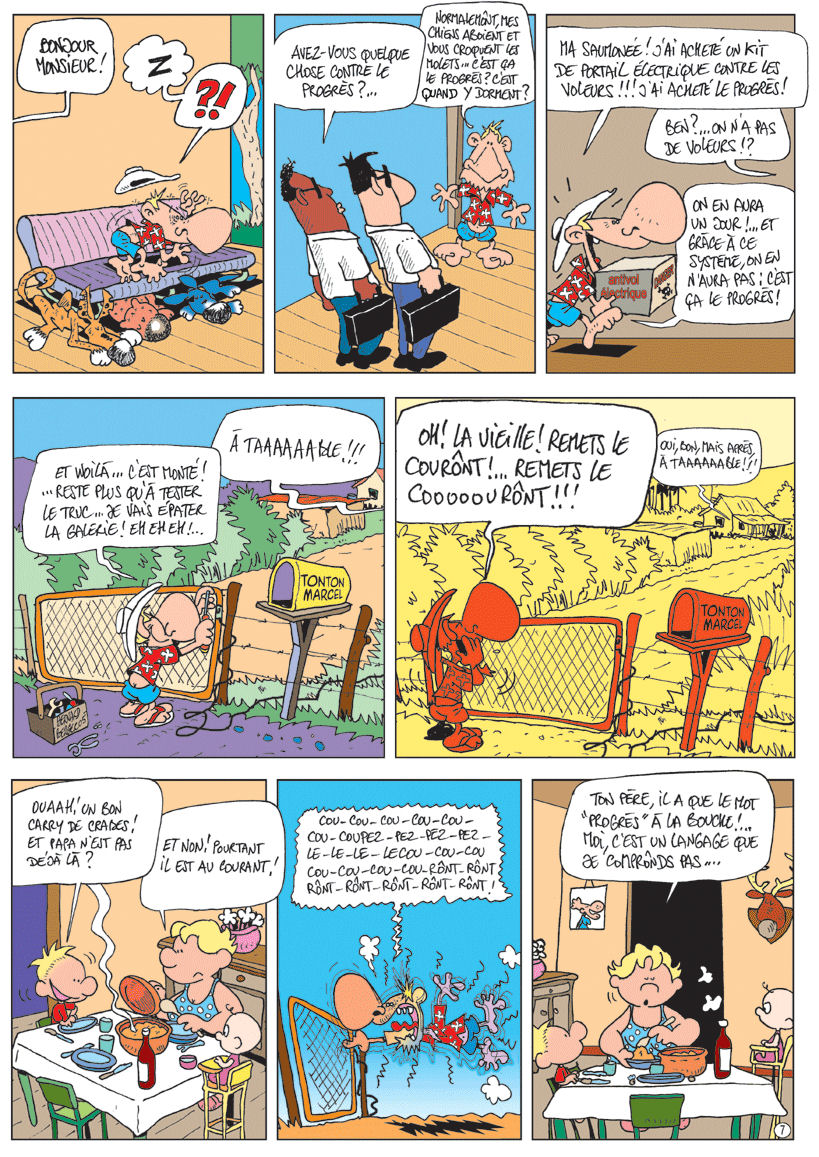 BONJOUR
MONSIEUR!
Z
?!
AVEZ-VOUS QUELQUE
CHOSE CONTRE LE
PROGRÈS?...
NORMALEMÔNT, MES
CHIENS ABOIENT ET
VOUS CROQUENT LES
MOLETS... C'EST ÇA
LE PROGRÈS? C'EST
QUAND Y DORMENT?
MA SAUMONÉE! J'AI ACHETÉ UN KIT
DE PORTAIL ÉLECTRIQUE CONTRE LES
VOLEURS!!! J'AI ACHETÉ LE PROGRÈS!
BEN?... ON N'A PAS
DE VOLEURS!?
ON EN AURA
UN JOUR!... ET
GRÂCE À CE
SYSTÈME, ON EN
N'AURA PAS: C'EST
ÇA LE PROGRÈS!
antivol
électrique
DANGER
ET WOILÀ... C'EST MONTÉ!
...RESTE PLUS QU'À TESTER
LE TRUC... JE VAIS EPATER
LA GALERIE! EH EH EH!...
À TAAAAAABLE!!!
TONTON
MARCEL
OH! LA VIEILLE! REMETS LE
COURÔNT!... REMETS LE
COOOOOURÔNT!!!
OUI, BON, MAIS APRÈS,
À TAAAAAABLE!!!
TONTON
MARCEL
OUAAH! UN BON
CARRY DE CRABES!
ET PAPA N'EST PAS
DÉJÀ LÀ?
ET NON! POURTANT
IL EST AU COURANT!
COU-COU-COU-COU-COU-
COU-COUPEZ-PEZ-PEZ-PEZ-
LE-LE-LE-LECOU-COU-COU
COU-COU-COU-COU-RÔNT-RÔNT
RÔNT-RÔNT-RÔNT-RÔNT-RÔNT!
TON PÈRE, IL A QUE LE MOT
"PROGRÈS" À LA BOUCHE!...
MOI, C'EST UN LANGAGE QUE
JE COMPRÔNDS PAS...
7